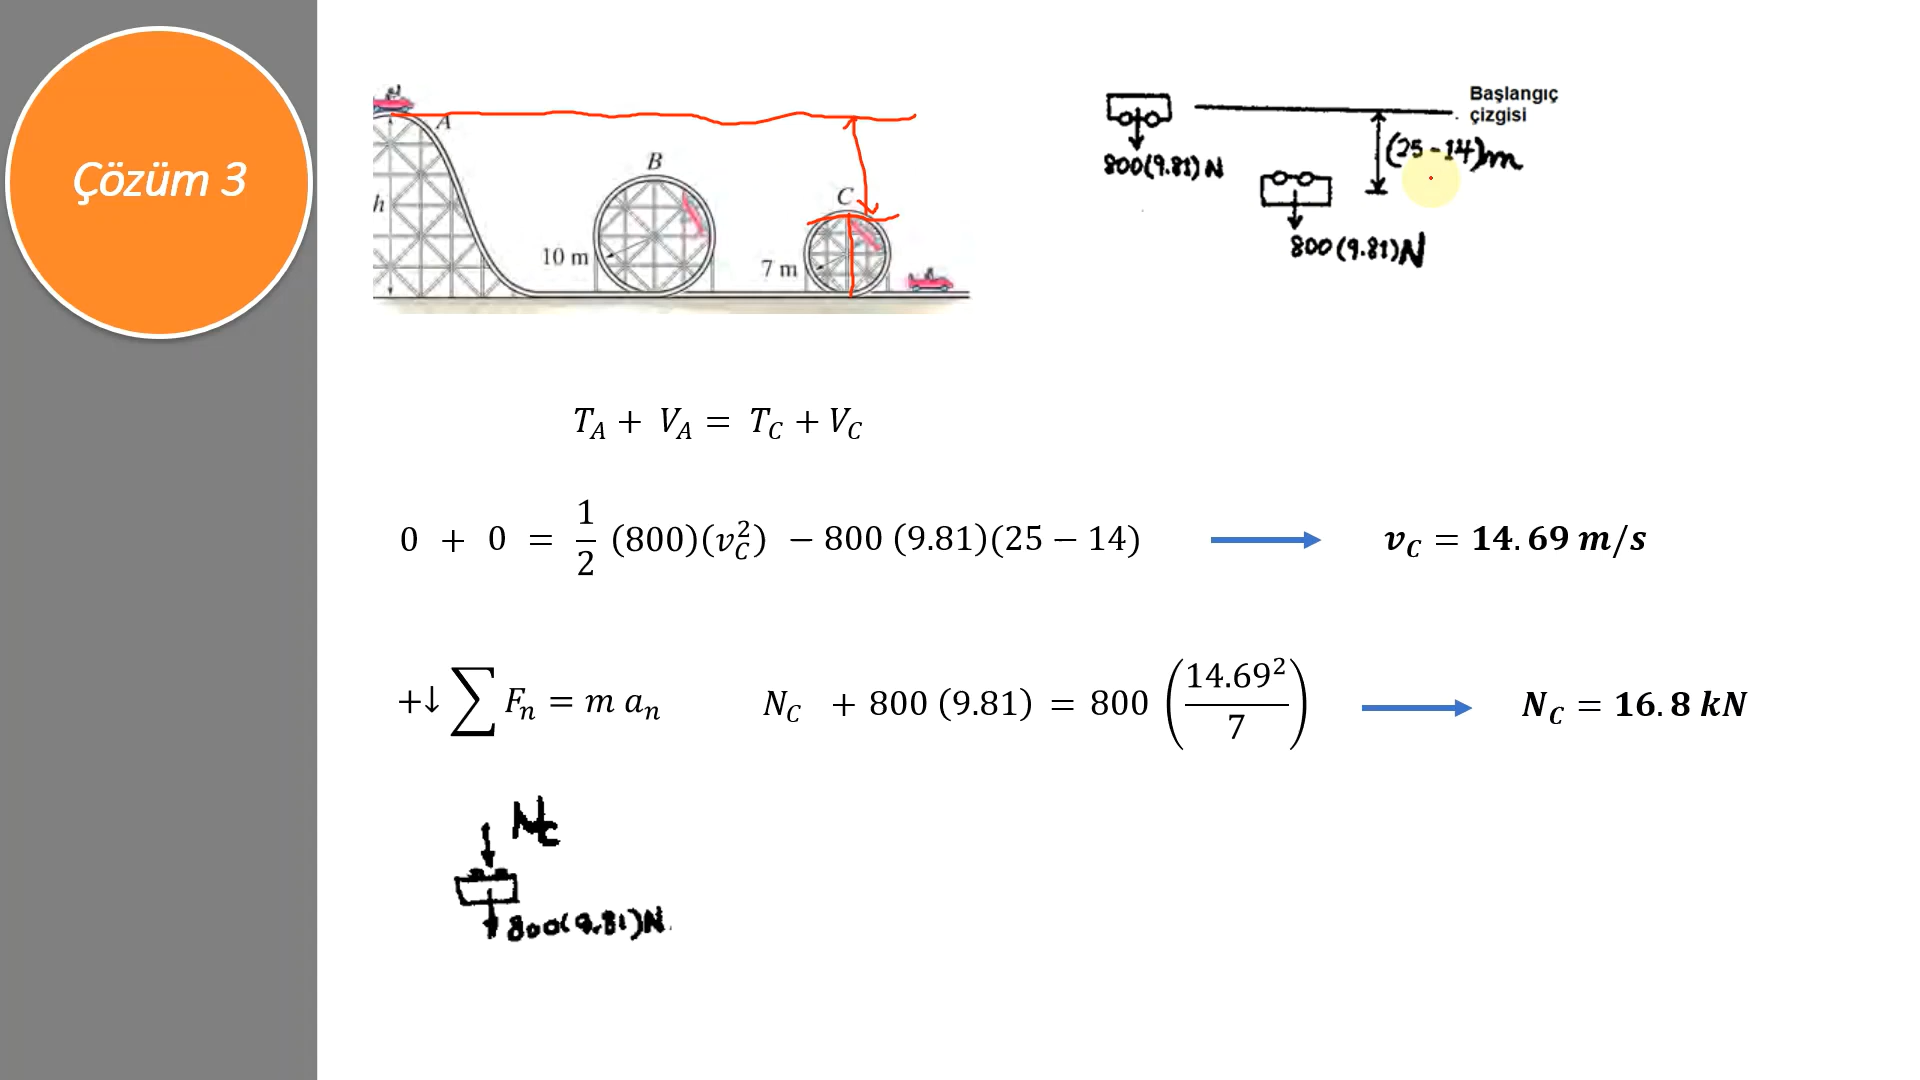 Çözüm 3
A
h
B
10 m
C
7 m
Başlangıç
çizgisi
800(9.81)N
(25-14)m
800(9.81)N
T_A + V_A = T_C + V_C
0 + 0 = 1/2 (800)(v_C^2) − 800 (9.81)(25 − 14)
v_C = 14.69 m/s
+↓ ∑ F_n = m a_n
N_C + 800 (9.81) = 800 (14.69^2/7)
N_C = 16.8 kN
N_C
800(9.81)N